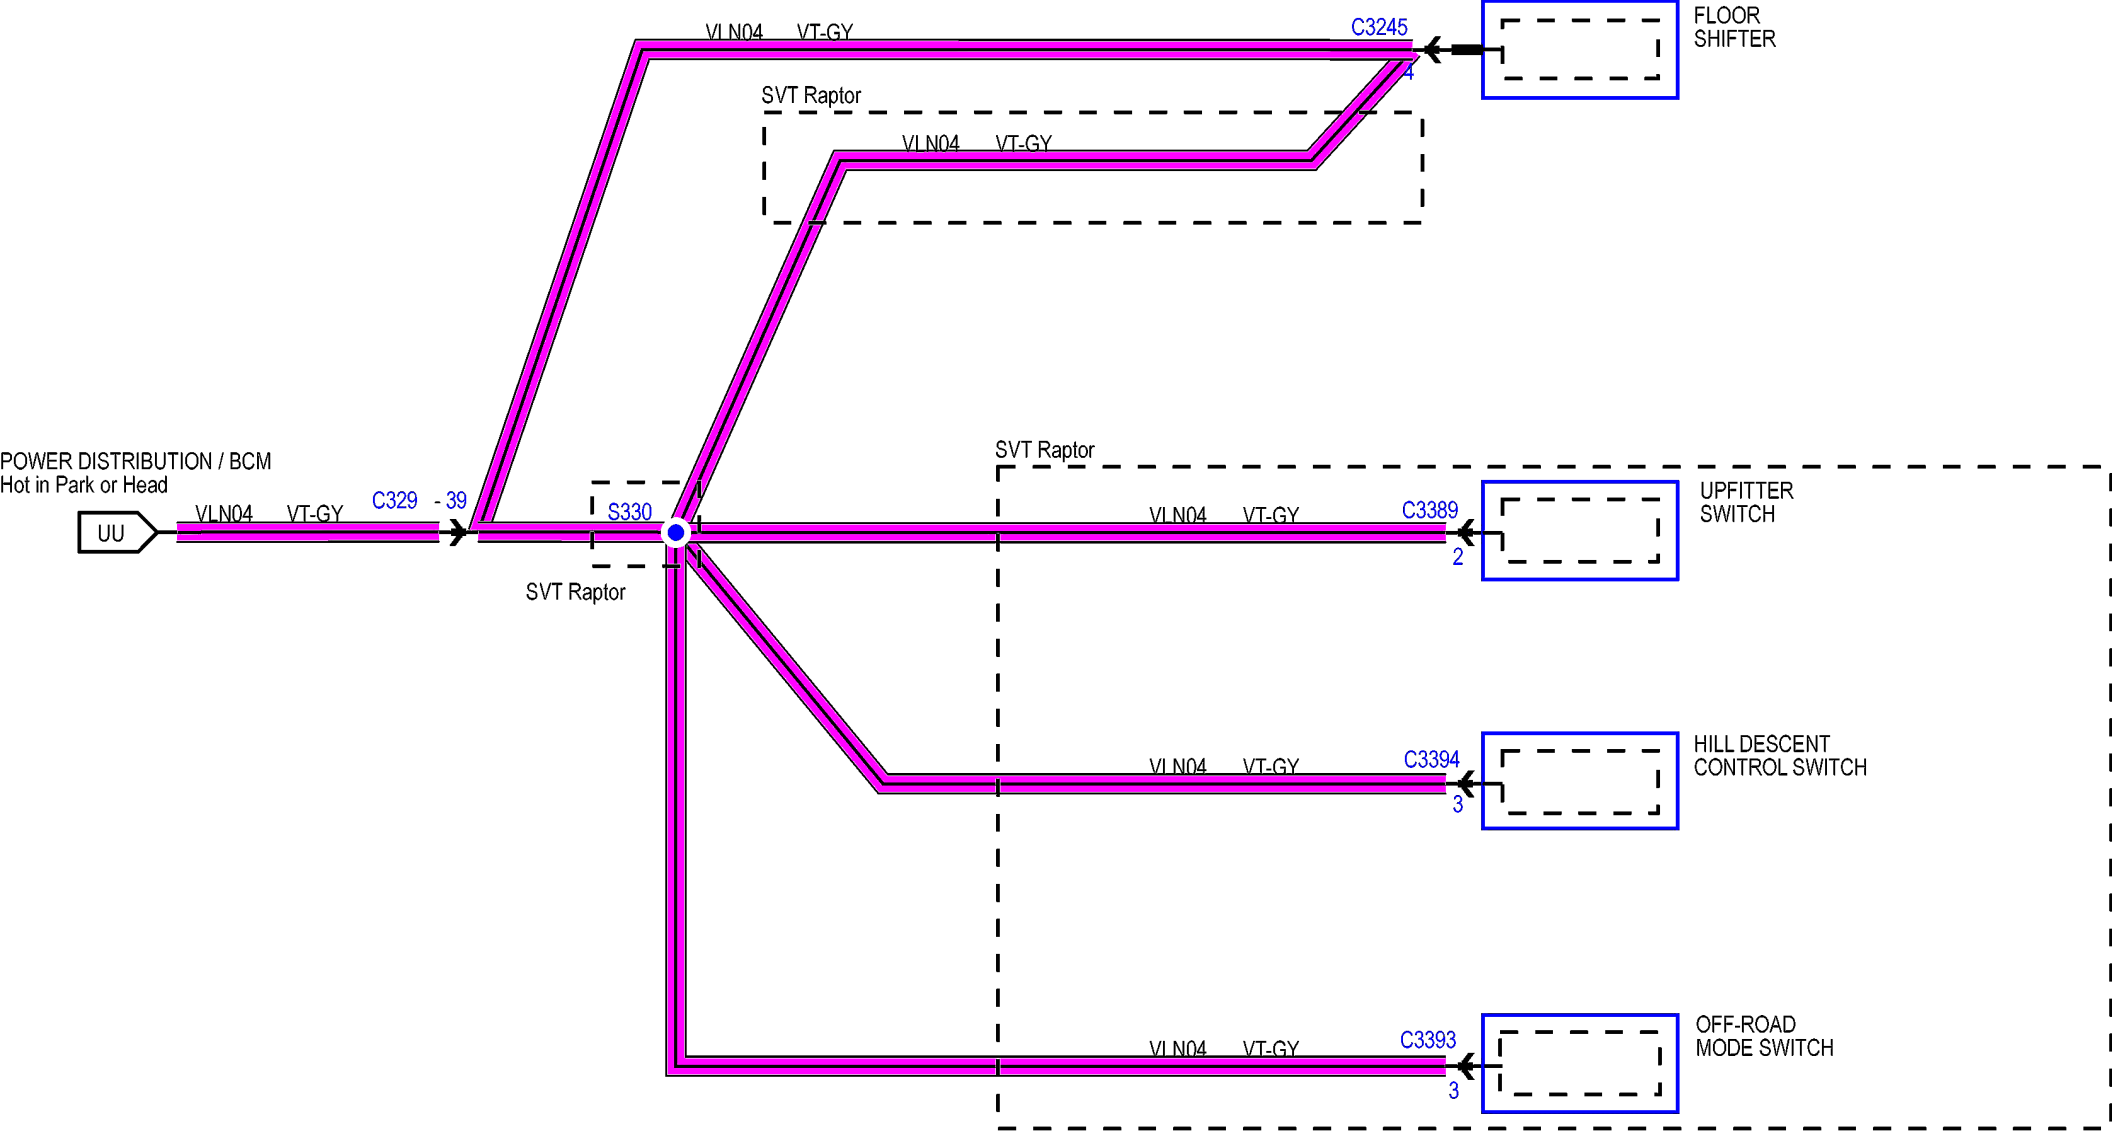 VLN04 VT-GY C3245
4
FLOOR
SHIFTER
SVT Raptor
VLN04 VT-GY
POWER DISTRIBUTION / BCM
Hot in Park or Head
UU
VLN04 VT-GY C329 - 39
S330
SVT Raptor
SVT Raptor
VLN04 VT-GY C3389
2
UPFITTER
SWITCH
VLN04 VT-GY C3394
3
HILL DESCENT
CONTROL SWITCH
VLN04 VT-GY C3393
3
OFF-ROAD
MODE SWITCH